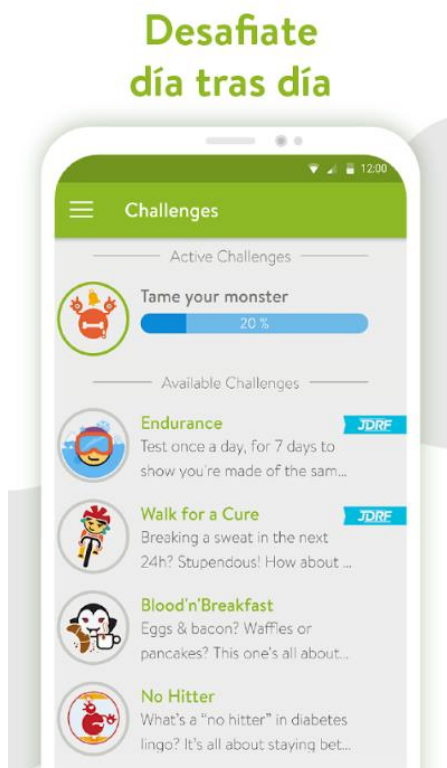 Desafiate
día tras día
12:00
Challenges
Active Challenges
Tame your monster
20 %
Available Challenges
Endurance
JDRF
Test once a day, for 7 days to
show you're made of the sam...
Walk for a Cure
JDRF
Breaking a sweat in the next
24h? Stupendous! How about ...
Blood'n'Breakfast
Eggs & bacon? Waffles or
pancakes? This one's all about...
No Hitter
What's a "no hitter" in diabetes
lingo? It's all about staying bet...